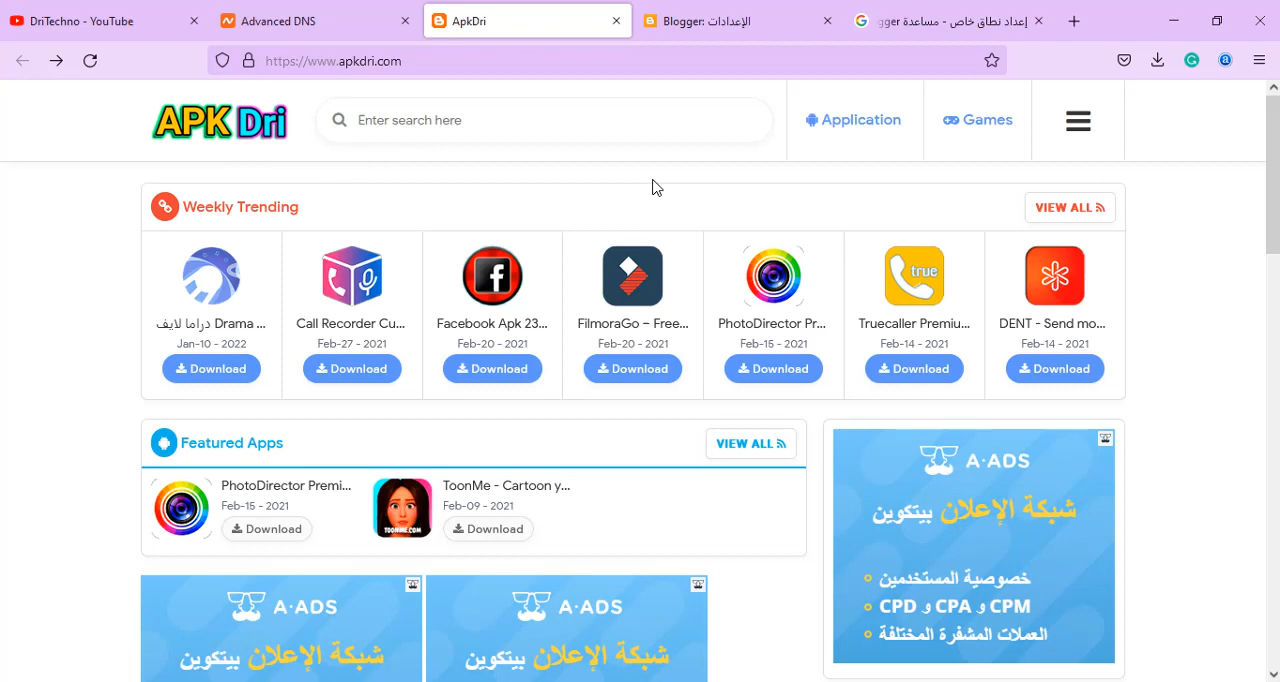 DriTechno - YouTube
Advanced DNS
ApkDri
Blogger: الإعدادات
إعداد نطاق خاص - مساعدة gger
https://www.apkdri.com
APK Dri
Enter search here
Application
Games
Weekly Trending
VIEW ALL
دراما لايف Drama ...
Call Recorder Cu...
Facebook Apk 23...
FilmoraGo – Free...
PhotoDirector Pr...
Truecaller Premiu...
DENT - Send mo...
Jan-10 - 2022
Feb-27 - 2021
Feb-20 - 2021
Feb-20 - 2021
Feb-15 - 2021
Feb-14 - 2021
Feb-14 - 2021
Download
Download
Download
Download
Download
Download
Download
true
Featured Apps
VIEW ALL
PhotoDirector Premi...
Feb-15 - 2021
Download
TOONME.COM
ToonMe - Cartoon y...
Feb-09 - 2021
Download
A-ADS
شبكة الإعلان بيتكوين
خصوصية المستخدمين
CPM و CPA و CPD
العملات المشفرة المختلفة
A-ADS
شبكة الإعلان بيتكوين
A-ADS
شبكة الإعلان بيتكوين